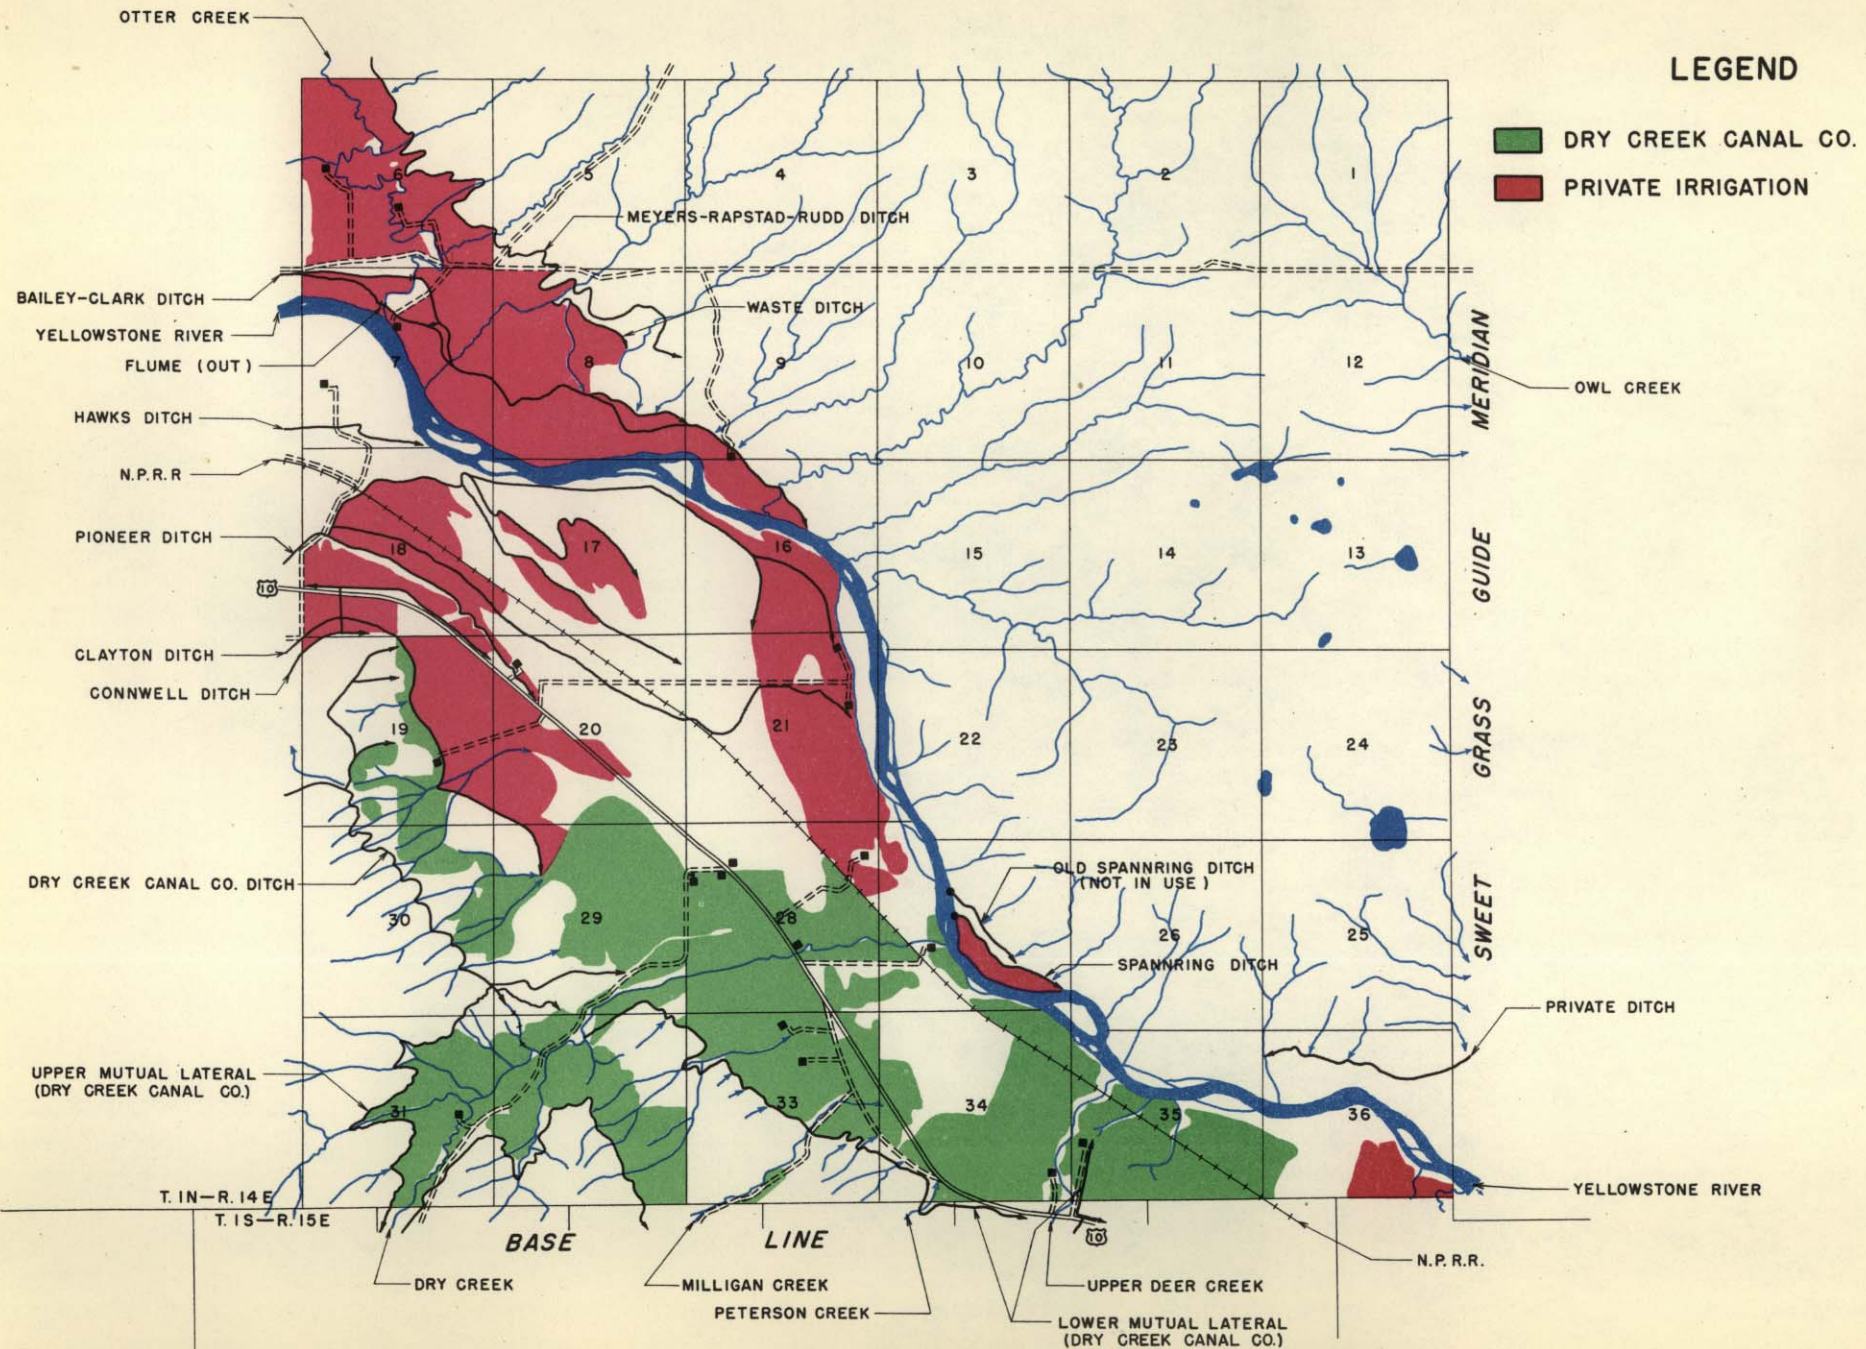 OTTER CREEK
LEGEND
DRY CREEK CANAL CO.
PRIVATE IRRIGATION
6
5
4
3
2
1
MEYERS-RAPSTAD-RUDD DITCH
BAILEY-CLARK DITCH
WASTE DITCH
YELLOWSTONE RIVER
FLUME (OUT)
7
8
9
10
11
12
MERIDIAN
OWL CREEK
HAWKS DITCH
N.P.R.R
PIONEER DITCH
18
17
16
15
14
13
GUIDE
10
CLAYTON DITCH
CONNWELL DITCH
19
20
21
22
23
24
GRASS
DRY CREEK CANAL CO. DITCH
OLD SPANNRING DITCH
(NOT IN USE)
30
29
28
26
25
SWEET
SPANNRING DITCH
PRIVATE DITCH
UPPER MUTUAL LATERAL
(DRY CREEK CANAL CO.)
31
33
34
35
36
T. 1N—R. 14 E
T. 1S—R. 15E
YELLOWSTONE RIVER
BASE LINE
10
N.P.R.R.
DRY CREEK
MILLIGAN CREEK
UPPER DEER CREEK
PETERSON CREEK
LOWER MUTUAL LATERAL
(DRY CREEK CANAL CO.)